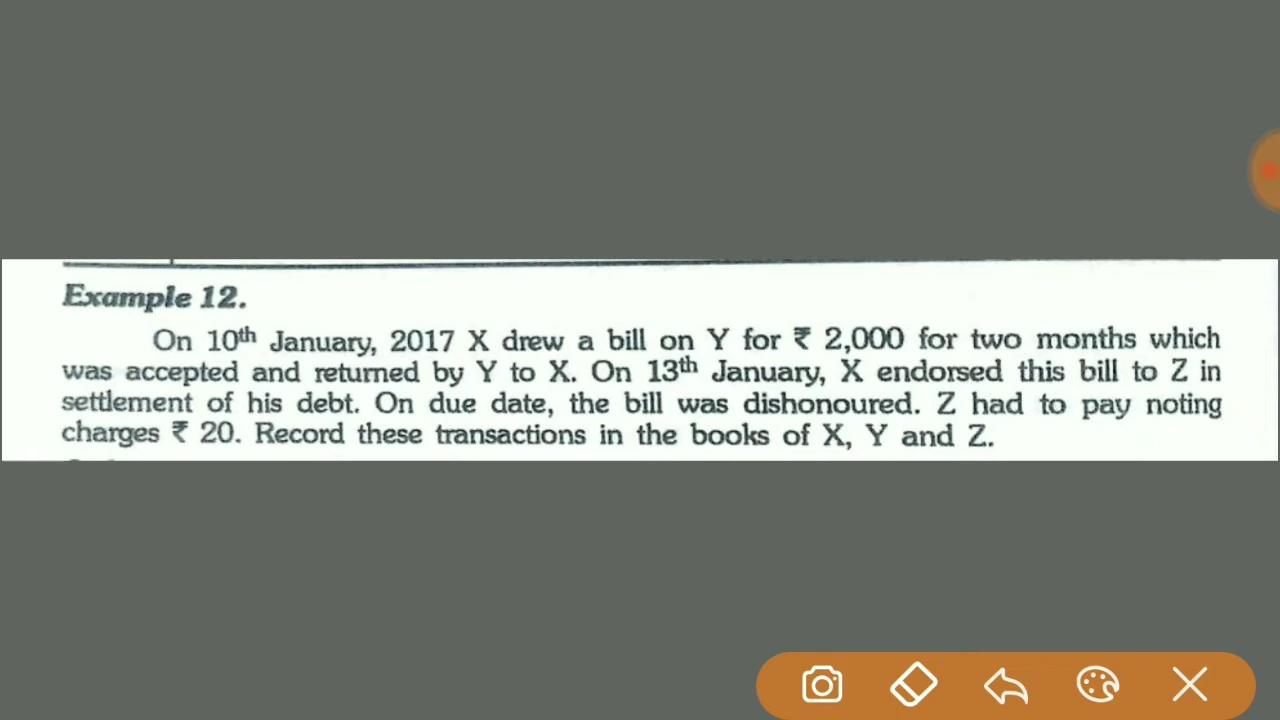 Example 12.
On 10th January, 2017 X drew a bill on Y for ₹ 2,000 for two months which
was accepted and returned by Y to X. On 13th January, X endorsed this bill to Z in
settlement of his debt. On due date, the bill was dishonoured. Z had to pay noting
charges ₹ 20. Record these transactions in the books of X, Y and Z.